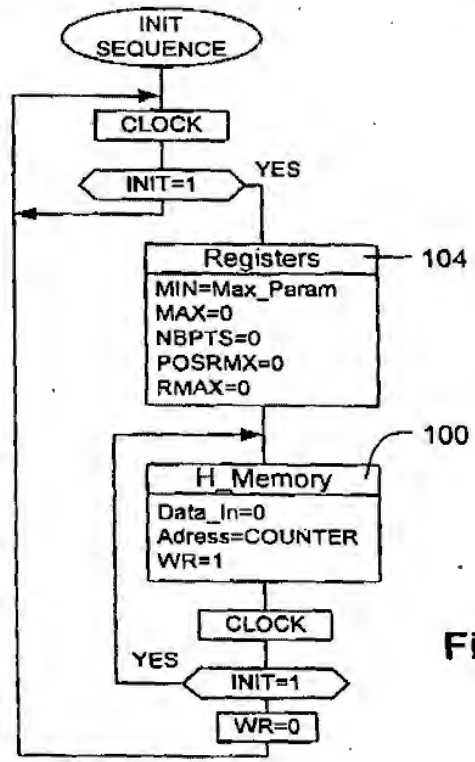 INIT
SEQUENCE
CLOCK
INIT=1
YES
Registers
104
MIN=Max_Param
MAX=0
NBPTS=0
POSRMX=0
RMAX=0
H_Memory
100
Data_In=0
Adress=COUNTER
WR=1
CLOCK
YES
INIT=1
WR=0